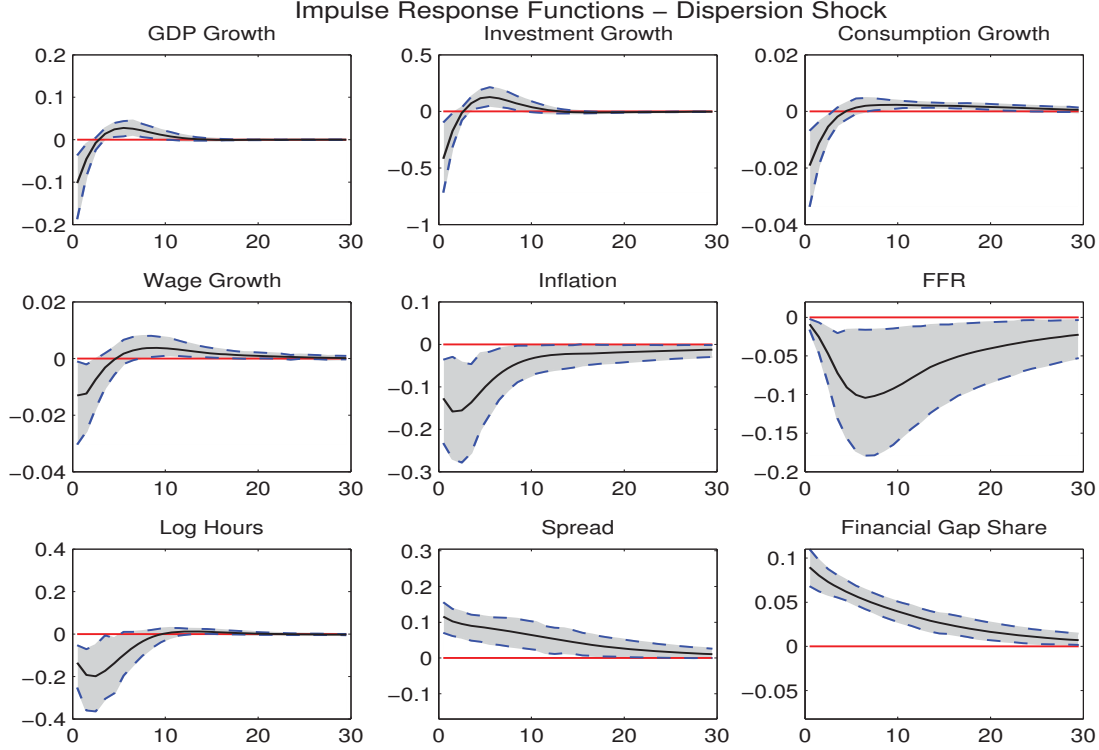 Impulse Response Functions – Dispersion Shock
GDP Growth
0.2
0.1
0
−0.1
−0.2
0 10 20 30
Investment Growth
0.5
0
−0.5
−1
0 10 20 30
Consumption Growth
0.02
0
−0.02
−0.04
0 10 20 30
Wage Growth
0.02
0
−0.02
−0.04
0 10 20 30
Inflation
0.1
0
−0.1
−0.2
−0.3
0 10 20 30
FFR
0
−0.05
−0.1
−0.15
−0.2
0 10 20 30
Log Hours
0.4
0.2
0
−0.2
−0.4
0 10 20 30
Spread
0.3
0.2
0.1
0
−0.1
0 10 20 30
Financial Gap Share
0.1
0.05
0
−0.05
0 10 20 30